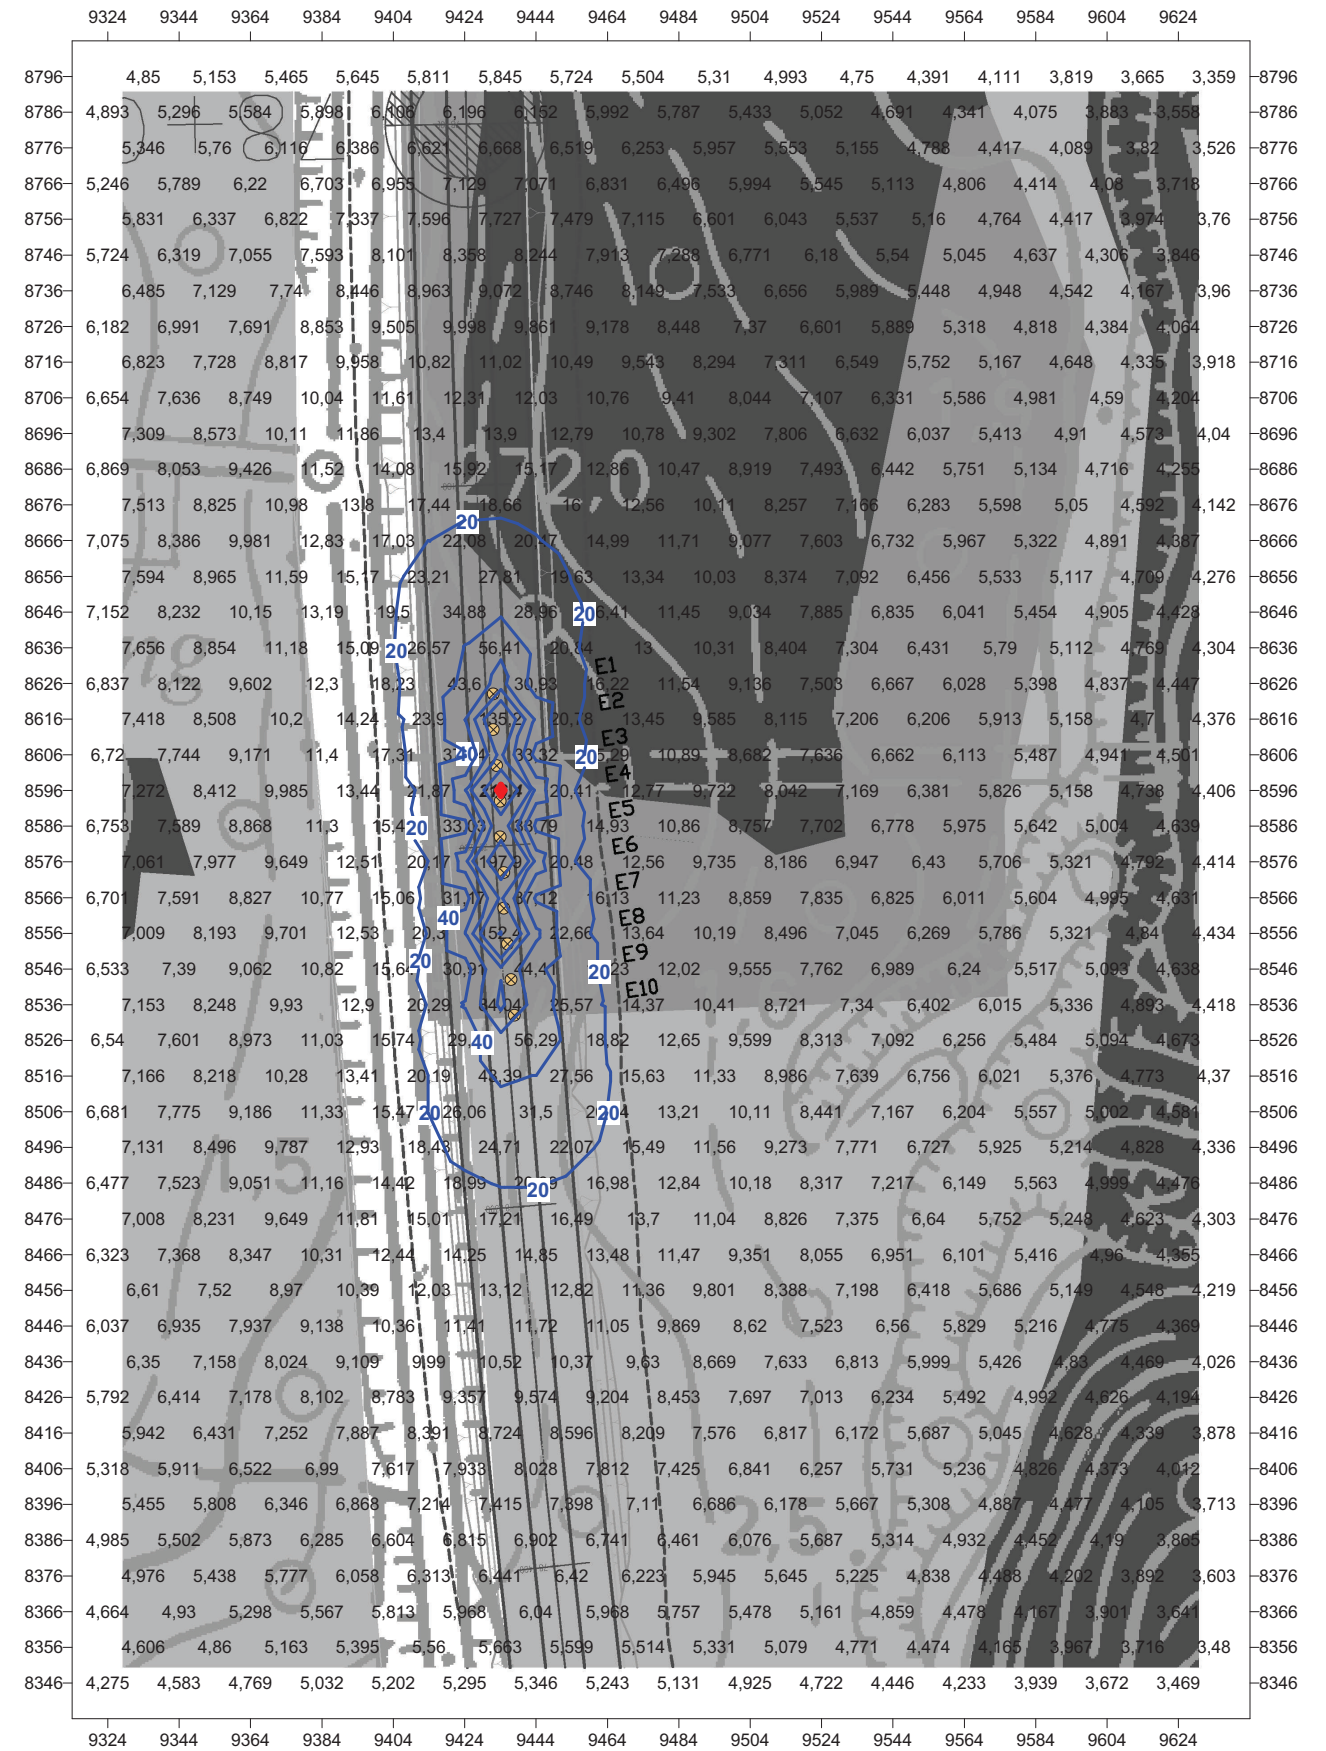 9324 9344 9364 9384 9404 9424 9444 9464 9484 9504 9524 9544 9564 9584 9604 9624
8796 4,85 5,153 5,465 5,645 5,811 5,845 5,724 5,504 5,31 4,993 4,75 4,391 4,111 3,819 3,665 3,359 8796
8786 4,893 5,296 5,584 5,898 6,106 6,196 6,152 5,992 5,787 5,433 5,052 4,691 4,341 4,075 3,883 3,558 8786
8776 5,346 5,76 6,116 6,386 6,621 6,668 6,519 6,253 5,957 5,553 5,155 4,788 4,417 4,089 3,82 3,526 8776
8766 5,246 5,789 6,22 6,703 6,955 7,129 7,071 6,831 6,496 5,994 5,545 5,113 4,806 4,414 4,08 3,718 8766
8756 5,831 6,337 6,822 7,337 7,596 7,727 7,479 7,115 6,601 6,043 5,537 5,16 4,764 4,417 3,974 3,76 8756
8746 5,724 6,319 7,055 7,593 8,101 8,358 8,244 7,913 7,288 6,771 6,18 5,54 5,045 4,637 4,306 3,846 8746
8736 6,485 7,129 7,74 8,446 8,963 9,072 8,746 8,149 7,533 6,656 5,989 5,448 4,948 4,542 4,167 3,96 8736
8726 6,182 6,991 7,691 8,853 9,505 9,998 9,861 9,178 8,448 7,37 6,601 5,889 5,318 4,818 4,384 4,064 8726
8716 6,823 7,728 8,817 9,958 10,82 11,02 10,49 9,543 8,294 7,311 6,549 5,752 5,167 4,648 4,335 3,918 8716
8706 6,654 7,636 8,749 10,04 11,61 12,31 12,03 10,76 9,41 8,044 7,107 6,331 5,586 4,981 4,59 4,204 8706
8696 7,309 8,573 10,11 11,86 13,4 13,9 12,79 10,78 9,302 7,806 6,632 6,037 5,413 4,91 4,573 4,04 8696
8686 6,869 8,053 9,426 11,52 14,08 15,92 15,17 12,86 10,47 8,919 7,493 6,442 5,751 5,134 4,716 4,255 8686
72,0
8676 7,513 8,825 10,98 13,8 17,44 18,66 16 12,56 10,11 8,257 7,166 6,283 5,598 5,05 4,592 4,142 8676
20
8666 7,075 8,386 9,981 12,83 17,03 22,08 20,47 14,99 11,71 9,077 7,603 6,732 5,967 5,322 4,891 4,387 8666
8656 7,594 8,965 11,59 15,17 23,21 27,81 19,63 13,34 10,03 8,374 7,092 6,456 5,533 5,117 4,709 4,276 8656
8646 7,152 8,232 10,15 13,19 19,5 34,88 28,96 20 6,41 11,45 9,034 7,885 6,835 6,041 5,454 4,905 4,428 8646
8636 7,656 8,854 11,18 15,09 20 26,57 56,41 20,84 13 10,31 8,404 7,304 6,431 5,79 5,112 4,769 4,304 8636
ng E1
8626 6,837 8,122 9,602 12,3 18,23 43,6 30,93 16,22 11,54 9,136 7,503 6,667 6,028 5,398 4,837 4,447 8626
E2
8616 7,418 8,508 10,2 14,24 23,9 135,2 20,78 13,45 9,585 8,115 7,206 6,206 5,913 5,158 4,7 4,376 8616
E3
8606 6,72 7,744 9,171 11,4 17,31 40 33,32 20 5,29 10,89 8,682 7,636 6,662 6,113 5,487 4,941 4,501 8606
E4
8596 7,272 8,412 9,985 13,44 21,87 20,41 12,77 9,722 8,042 7,169 6,381 5,826 5,158 4,738 4,406 8596
E5
8586 6,753 7,589 8,868 11,3 15,4 20 33,03 33,79 14,93 10,86 8,757 7,702 6,778 5,975 5,642 5,004 4,639 8586
E6
8576 7,061 7,977 9,649 12,51 20,17 197,9 20,48 12,56 9,735 8,186 6,947 6,43 5,706 5,321 4,792 4,414 8576
E7
8566 6,701 7,591 8,827 10,77 15,06 31,17 37,12 16,13 11,23 8,859 7,835 6,825 6,011 5,604 4,995 4,631 8566
40 E8
8556 7,009 8,193 9,701 12,53 20,3 152,4 22,66 13,64 10,19 8,496 7,045 6,269 5,786 5,321 4,84 4,434 8556
20 E9
8546 6,533 7,39 9,062 10,82 15,6 30,91 44,41 20 23 12,02 9,555 7,762 6,989 6,24 5,517 5,093 4,638 8546
E10
8536 7,153 8,248 9,93 12,9 20,29 84,04 25,57 14,37 10,41 8,721 7,34 6,402 6,015 5,336 4,893 4,418 8536
8526 6,54 7,601 8,973 11,03 15,74 29, 40 56,29 18,82 12,65 9,599 8,313 7,092 6,256 5,484 5,094 4,673 8526
8516 7,166 8,218 10,28 13,41 20,19 43,39 27,56 15,63 11,33 8,986 7,639 6,756 6,021 5,376 4,773 4,37 8516
8506 6,681 7,775 9,186 11,33 15,47 20 26,06 31,5 20 13,21 10,11 8,441 7,167 6,204 5,557 5,002 4,581 8506
8496 7,131 8,496 9,787 12,93 18,43 24,71 22,07 15,49 11,56 9,273 7,771 6,727 5,925 5,214 4,828 4,336 8496
1,5
8486 6,477 7,523 9,051 11,16 14,42 18,99 20 16,98 12,84 10,18 8,317 7,217 6,149 5,563 4,999 4,476 8486
8476 7,008 8,231 9,649 11,81 15,01 17,21 16,49 13,7 11,04 8,826 7,375 6,64 5,752 5,248 4,623 4,303 8476
8466 6,323 7,368 8,347 10,31 12,44 14,25 14,85 13,48 11,47 9,351 8,055 6,951 6,101 5,416 4,96 4,355 8466
8456 6,61 7,52 8,97 10,39 12,03 13,12 12,82 11,36 9,801 8,388 7,198 6,418 5,686 5,149 4,548 4,219 8456
8446 6,037 6,935 7,937 9,138 10,36 11,41 11,72 11,05 9,869 8,62 7,523 6,56 5,829 5,216 4,775 4,369 8446
8436 6,35 7,158 8,024 9,109 9,99 10,52 10,37 9,63 8,669 7,633 6,813 5,999 5,426 4,83 4,469 4,026 8436
8426 5,792 6,414 7,178 8,102 8,783 9,357 9,574 9,204 8,453 7,697 7,013 6,234 5,492 4,992 4,626 4,194 8426
8416 5,942 6,431 7,252 7,887 8,391 8,724 8,596 8,209 7,576 6,817 6,172 5,687 5,045 4,628 4,339 3,878 8416
8406 5,318 5,911 6,522 6,99 7,617 7,933 8,028 7,812 7,425 6,841 6,257 5,731 5,236 4,826 4,373 4,012 8406
8396 5,455 5,808 6,346 6,868 7,214 7,415 7,398 7,11 6,686 6,178 5,667 5,308 4,887 4,477 4,105 3,713 8396
2,5
8386 4,985 5,502 5,873 6,285 6,604 6,815 6,902 6,741 6,461 6,076 5,687 5,314 4,932 4,452 4,19 3,865 8386
8376 4,976 5,438 5,777 6,058 6,313 6,441 6,42 6,223 5,945 5,645 5,225 4,838 4,488 4,202 3,892 3,603 8376
8366 4,664 4,93 5,298 5,567 5,813 5,968 6,04 5,968 5,757 5,478 5,161 4,859 4,478 4,167 3,901 3,641 8366
8356 4,606 4,86 5,163 5,395 5,56 5,663 5,599 5,514 5,331 5,079 4,771 4,474 4,165 3,967 3,716 3,48 8356
8346 4,275 4,583 4,769 5,032 5,202 5,295 5,346 5,243 5,131 4,925 4,722 4,446 4,233 3,939 3,672 3,469 8346
9324 9344 9364 9384 9404 9424 9444 9464 9484 9504 9524 9544 9564 9584 9604 9624